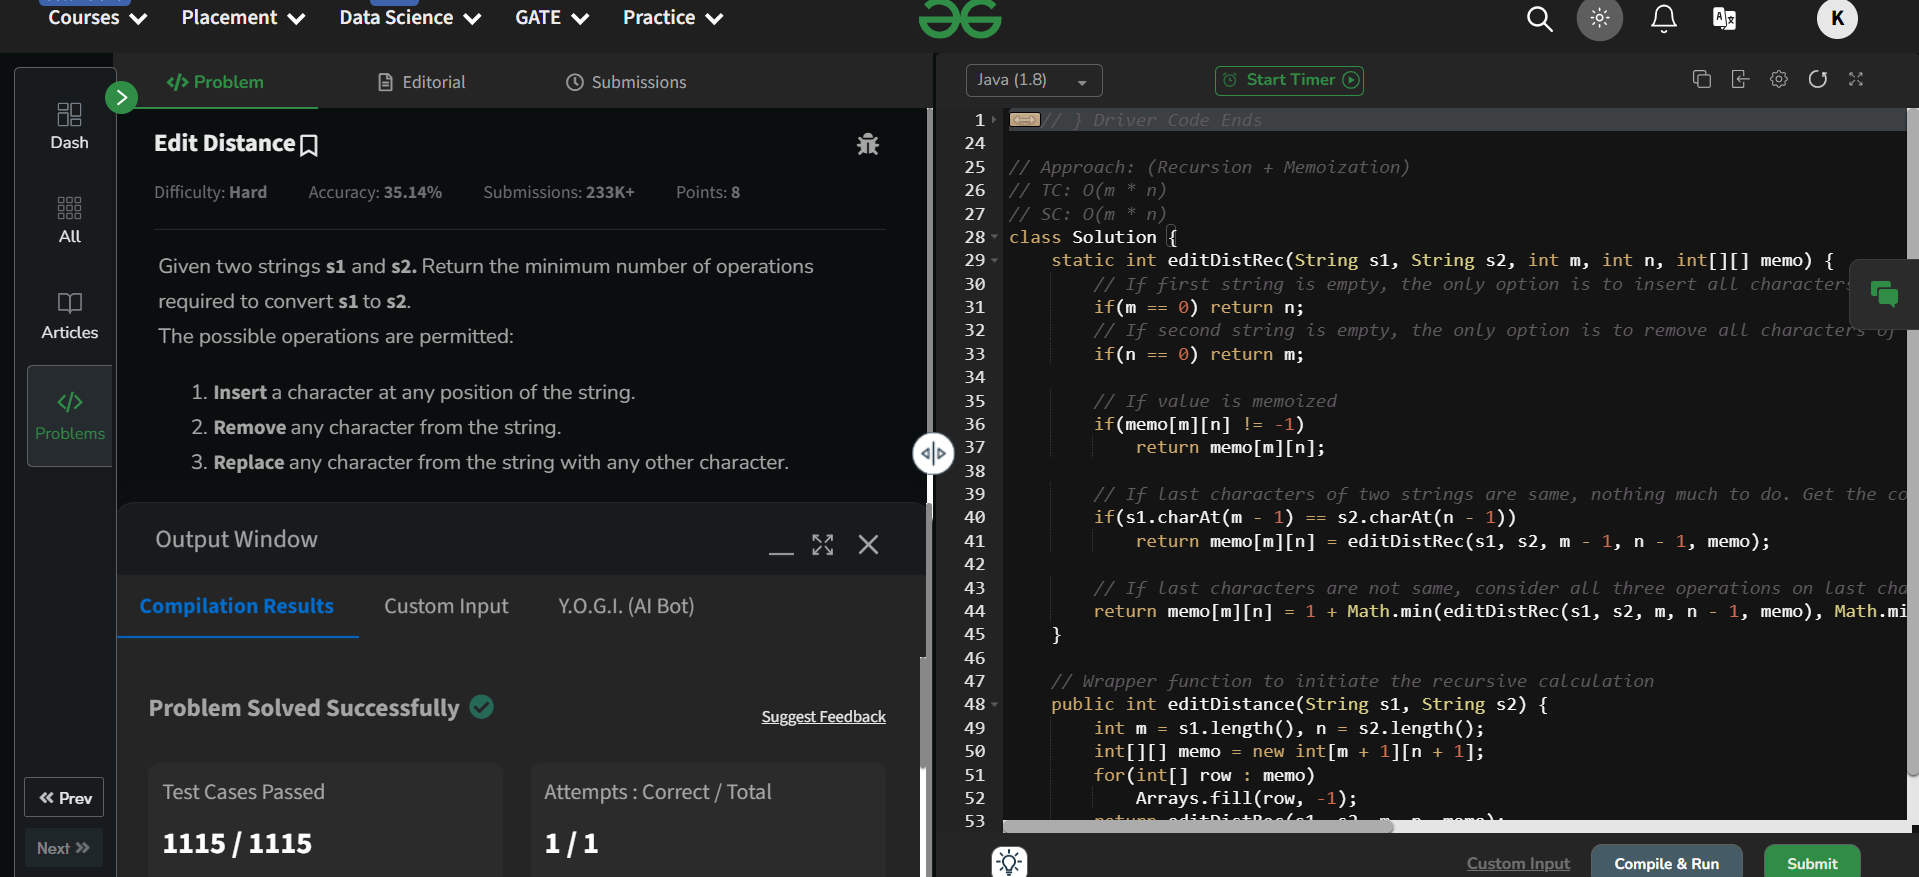 Courses
Placement
Data Science
GATE
Practice
K
Dash
All
Articles
Problems
Prev
Next
Problem
Editorial
Submissions
Edit Distance
Difficulty: Hard
Accuracy: 35.14%
Submissions: 233K+
Points: 8
Given two strings s1 and s2. Return the minimum number of operations
required to convert s1 to s2.
The possible operations are permitted:
1. Insert a character at any position of the string.
2. Remove any character from the string.
3. Replace any character from the string with any other character.
Output Window
Compilation Results
Custom Input
Y.O.G.I. (AI Bot)
Problem Solved Successfully
Suggest Feedback
Test Cases Passed
1115 / 1115
Attempts : Correct / Total
1 / 1
Java (1.8)
Start Timer
1 // } Driver Code Ends
24
25 // Approach: (Recursion + Memoization)
26 // TC: O(m * n)
27 // SC: O(m * n)
28 class Solution {
29 static int editDistRec(String s1, String s2, int m, int n, int[][] memo) {
30 // If first string is empty, the only option is to insert all characters
31 if(m == 0) return n;
32 // If second string is empty, the only option is to remove all characters of
33 if(n == 0) return m;
34
35 // If value is memoized
36 if(memo[m][n] != -1)
37 return memo[m][n];
38
39 // If last characters of two strings are same, nothing much to do. Get the co
40 if(s1.charAt(m - 1) == s2.charAt(n - 1))
41 return memo[m][n] = editDistRec(s1, s2, m - 1, n - 1, memo);
42
43 // If last characters are not same, consider all three operations on last cha
44 return memo[m][n] = 1 + Math.min(editDistRec(s1, s2, m, n - 1, memo), Math.mi
45 }
46
47 // Wrapper function to initiate the recursive calculation
48 public int editDistance(String s1, String s2) {
49 int m = s1.length(), n = s2.length();
50 int[][] memo = new int[m + 1][n + 1];
51 for(int[] row : memo)
52 Arrays.fill(row, -1);
53 return editDistRec(s1, s2, m, n, memo);
Custom Input
Compile & Run
Submit